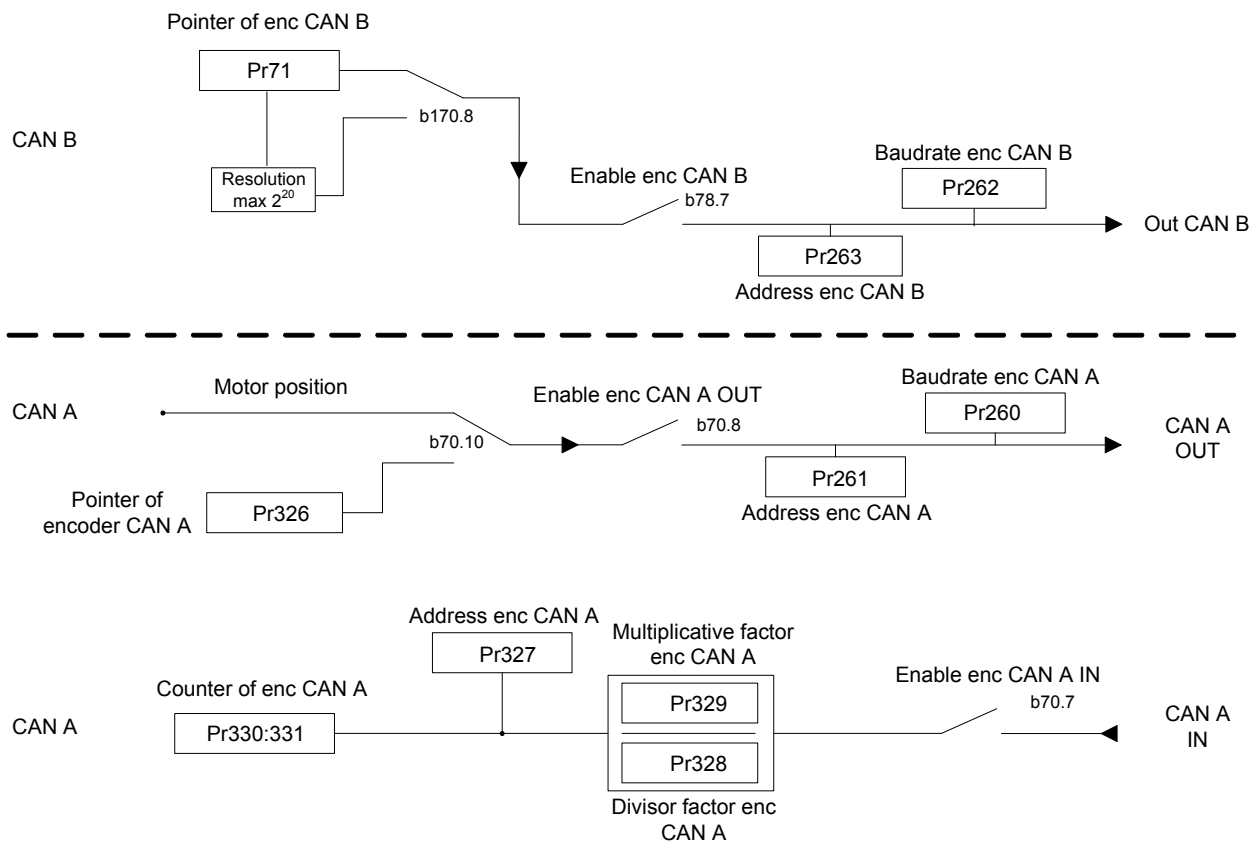 Pointer of enc CAN B
Pr71
b170.8
CAN B
Resolution
max 2²⁰
Enable enc CAN B
b78.7
Baudrate enc CAN B
Pr262
Out CAN B
Pr263
Address enc CAN B
Motor position
CAN A
b70.10
Enable enc CAN A OUT
b70.8
Baudrate enc CAN A
Pr260
CAN A
OUT
Pr261
Address enc CAN A
Pointer of
encoder CAN A
Pr326
Address enc CAN A
Pr327
Multiplicative factor
enc CAN A
Pr329
Pr328
Divisor factor enc
CAN A
Enable enc CAN A IN
b70.7
Counter of enc CAN A
Pr330:331
CAN A
CAN A
IN